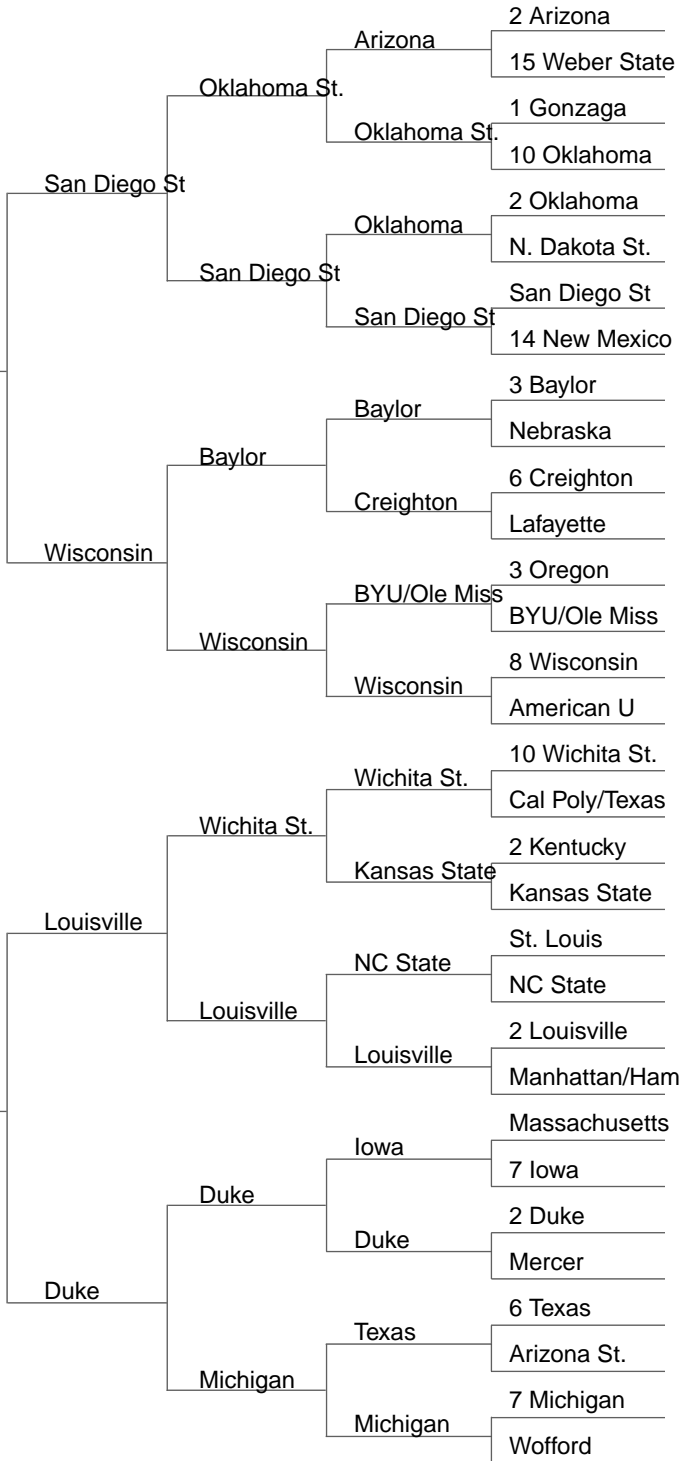 2 Arizona
Arizona
15 Weber State
Oklahoma St.
1 Gonzaga
Oklahoma St.
10 Oklahoma
San Diego St
2 Oklahoma
Oklahoma
N. Dakota St.
San Diego St
San Diego St
San Diego St
14 New Mexico
3 Baylor
Baylor
Nebraska
Baylor
6 Creighton
Creighton
Lafayette
Wisconsin
3 Oregon
BYU/Ole Miss
BYU/Ole Miss
Wisconsin
8 Wisconsin
Wisconsin
American U
10 Wichita St.
Wichita St.
Cal Poly/Texas
Wichita St.
2 Kentucky
Kansas State
Kansas State
Louisville
St. Louis
NC State
NC State
Louisville
2 Louisville
Louisville
Manhattan/Ham
Massachusetts
Iowa
7 Iowa
Duke
2 Duke
Duke
Mercer
Duke
6 Texas
Texas
Arizona St.
Michigan
7 Michigan
Michigan
Wofford